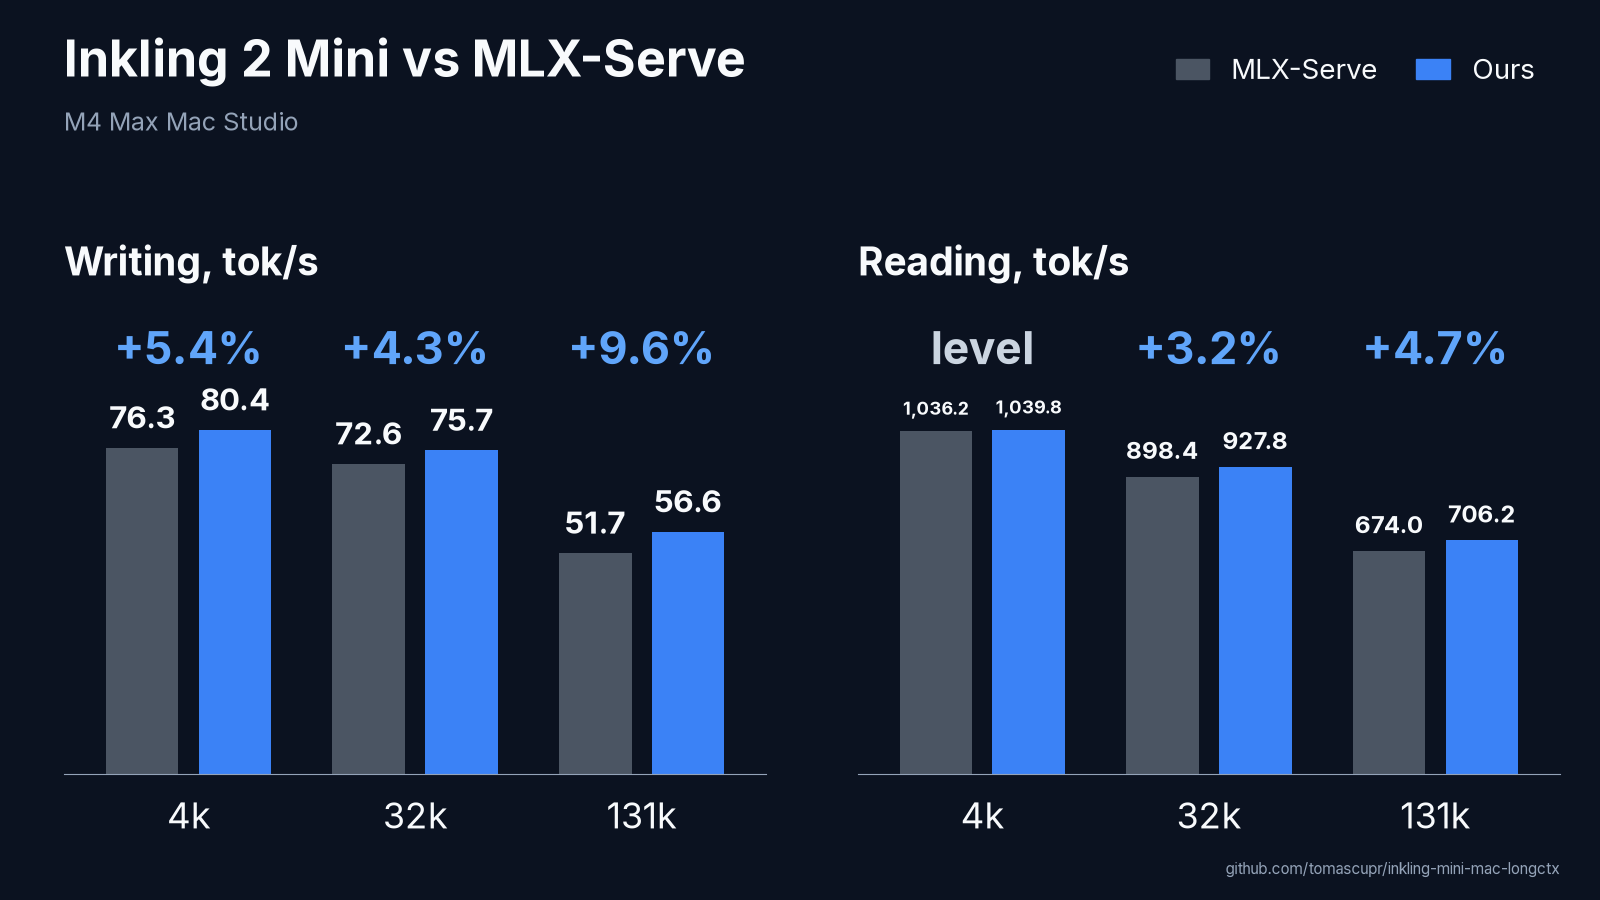 Inkling 2 Mini vs MLX-Serve
M4 Max Mac Studio
MLX-Serve
Ours
Writing, tok/s
+5.4%
+4.3%
+9.6%
76.3
80.4
72.6
75.7
51.7
56.6
4k
32k
131k
Reading, tok/s
level
+3.2%
+4.7%
1,036.2
1,039.8
898.4
927.8
674.0
706.2
4k
32k
131k
github.com/tomascupr/inkling-mini-mac-longctx